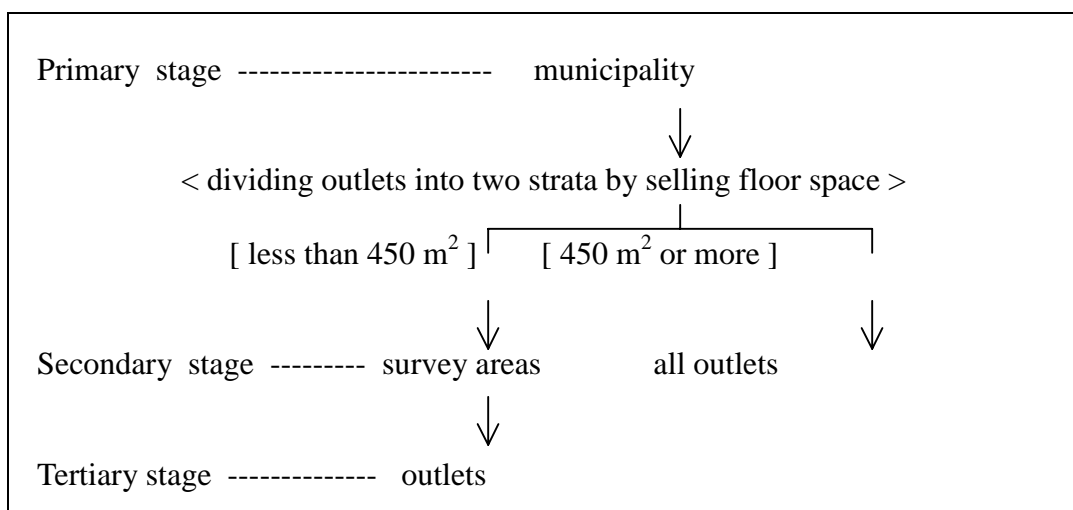 Primary stage ------------------------ municipality
< dividing outlets into two strata by selling floor space >
[ less than 450 m² ] [ 450 m² or more ]
Secondary stage --------- survey areas all outlets
Tertiary stage -------------- outlets